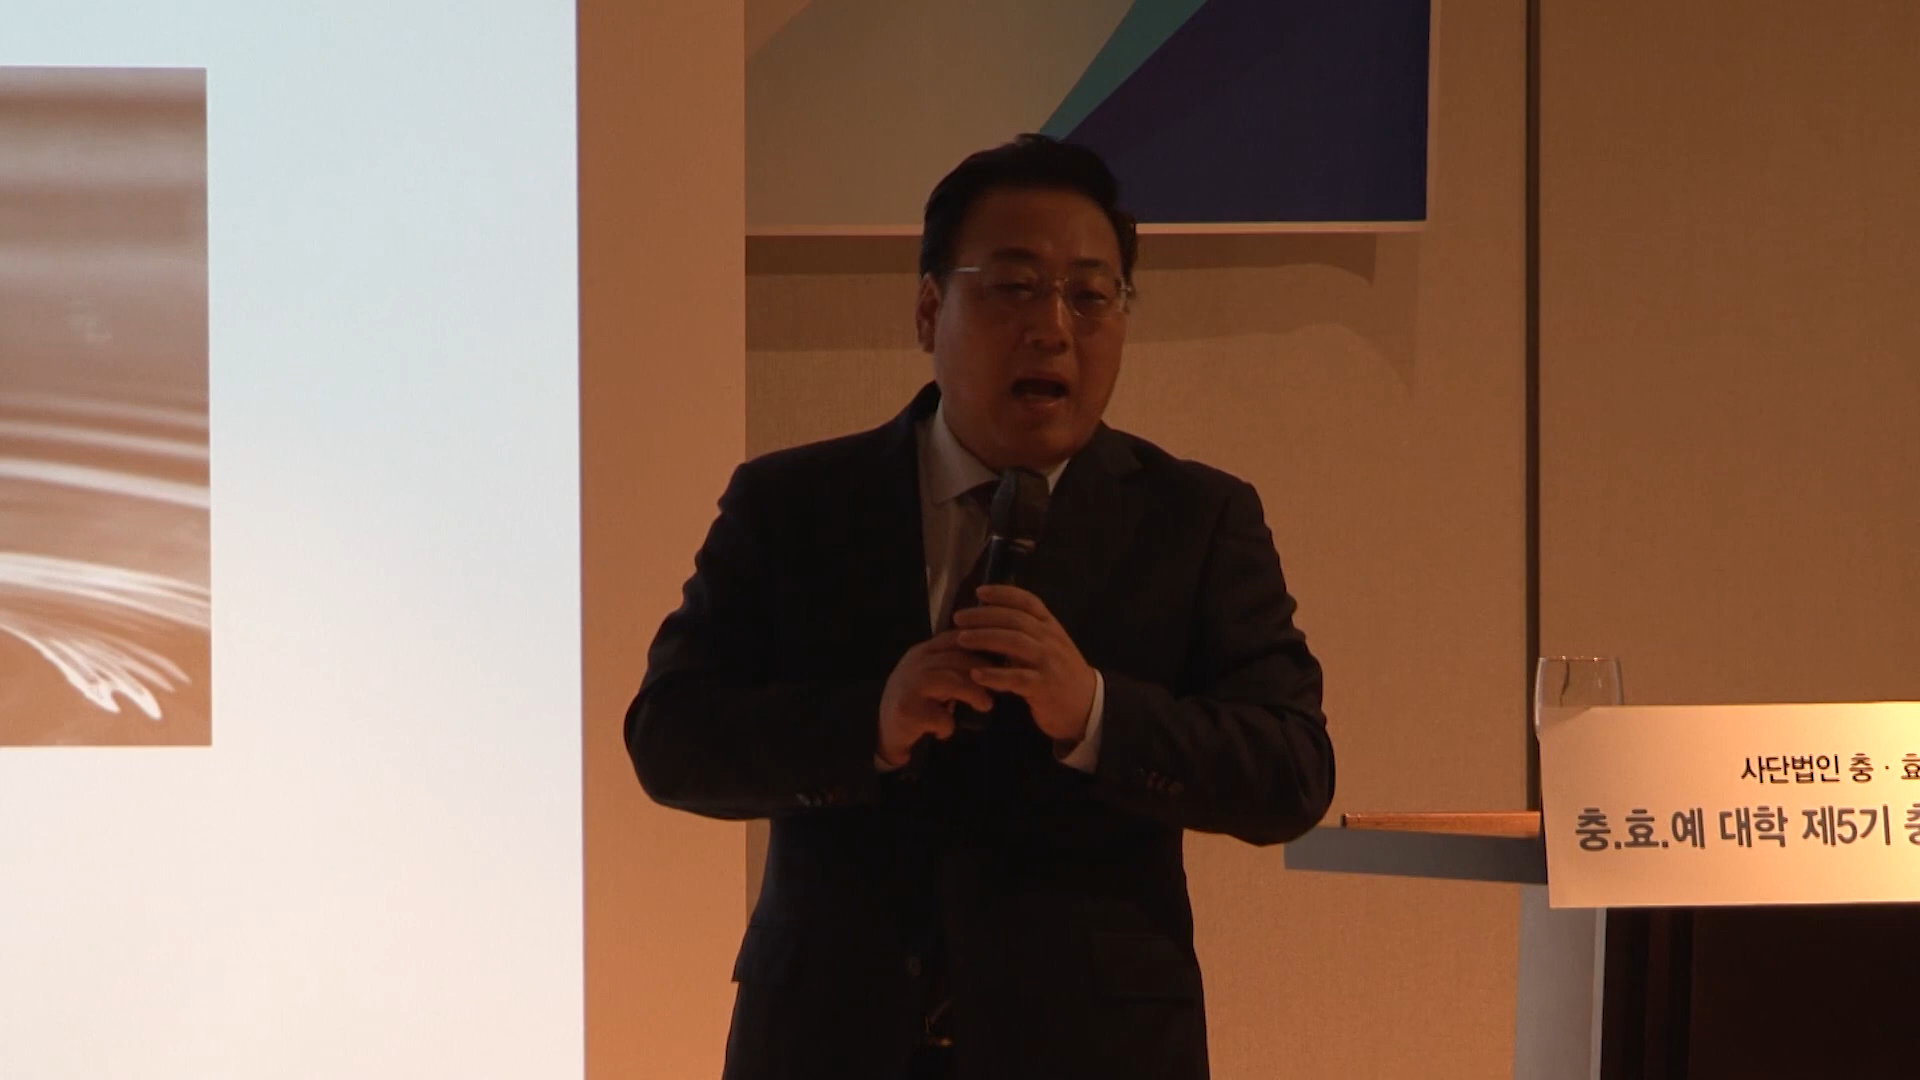 사단법인 충 · 효
충.효.예 대학 제5기